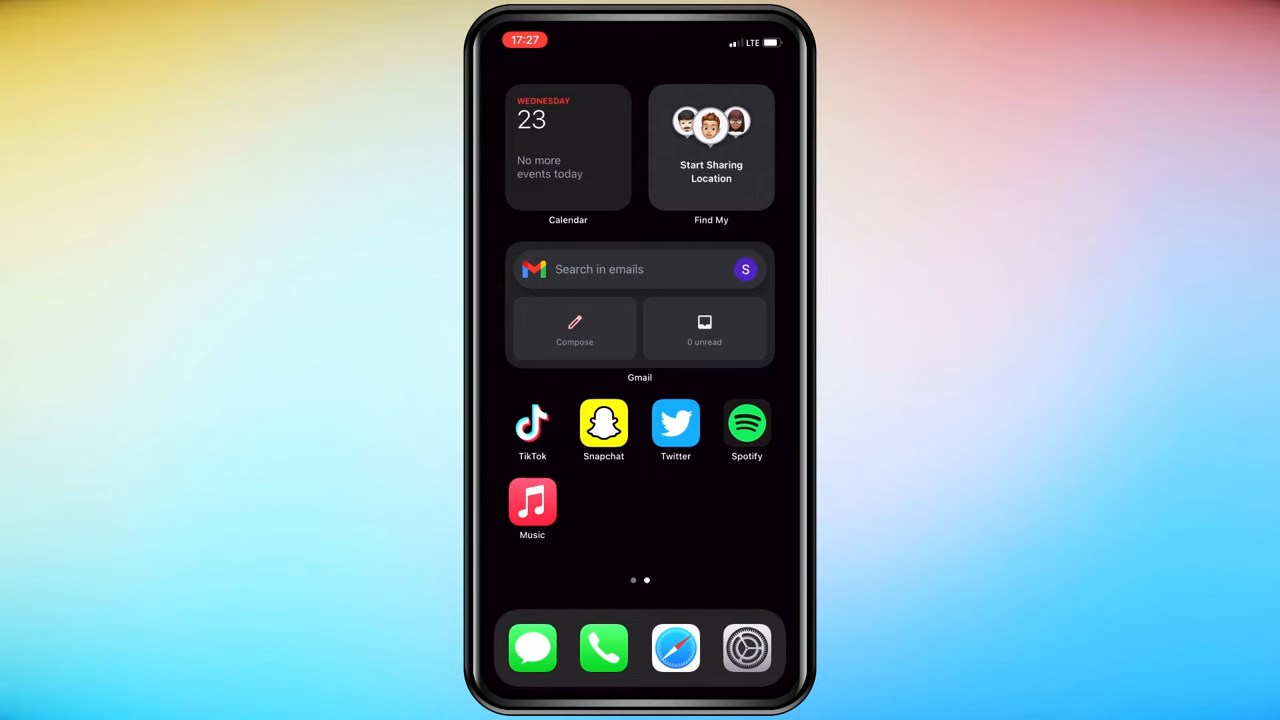 17:27
LTE
WEDNESDAY
23
No more
events today
Calendar
Start Sharing
Location
Find My
Search in emails
S
Compose
0 unread
Gmail
TikTok
Snapchat
Twitter
Spotify
Music